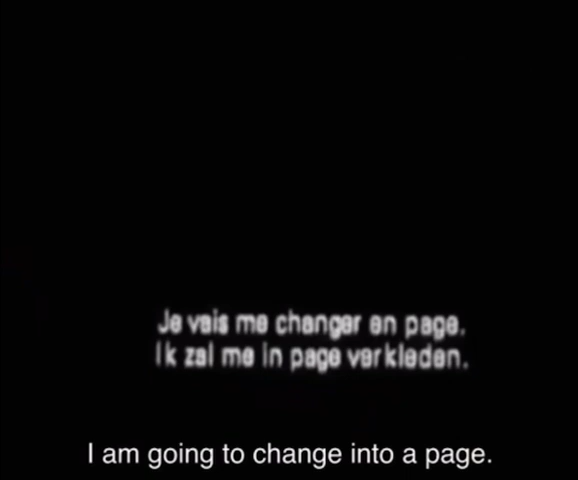 Je vais me changer en page.
Ik zal me in page verkleden.
I am going to change into a page.